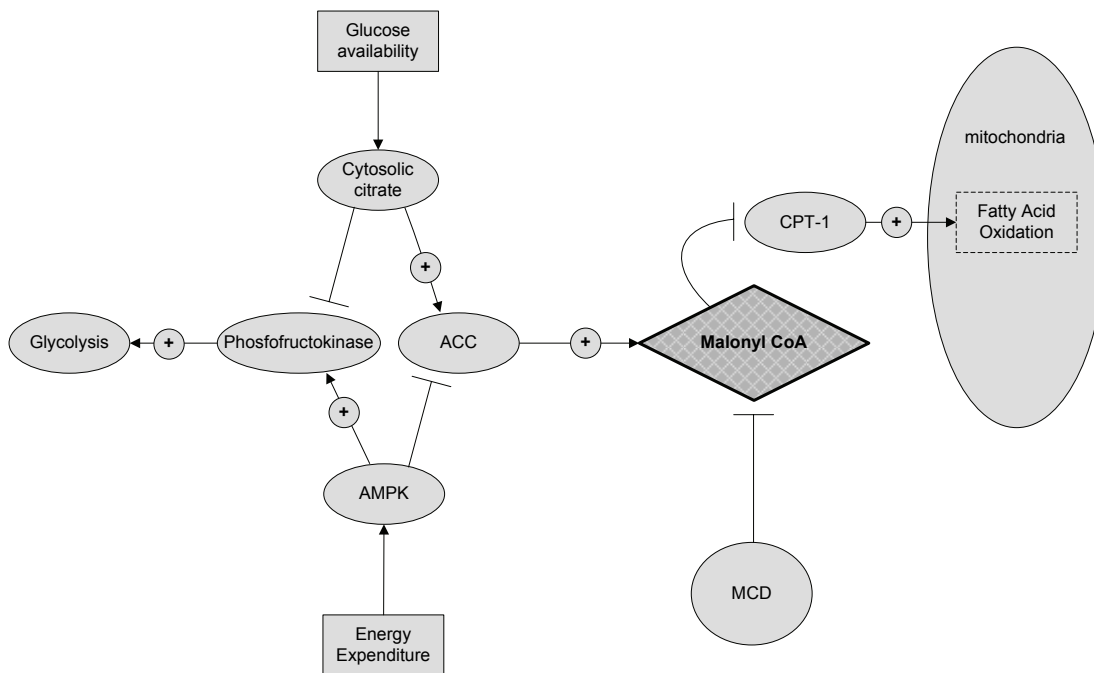 Glucose
availability
mitochondria
Cytosolic
citrate
CPT-1
+
Fatty Acid
Oxidation
+
Glycolysis
+
Phosfofructokinase
ACC
+
Malonyl CoA
+
AMPK
MCD
Energy
Expenditure